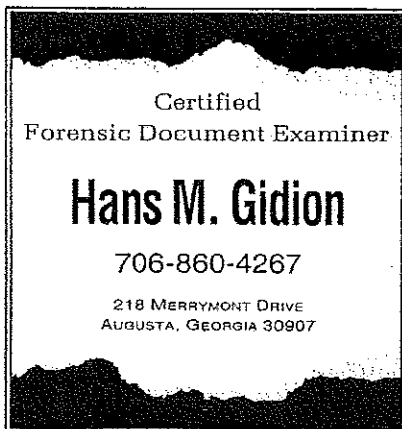 Certified
Forensic Document Examiner
Hans M. Gidion
706-860-4267
218 MERRYMONT DRIVE
AUGUSTA, GEORGIA 30907